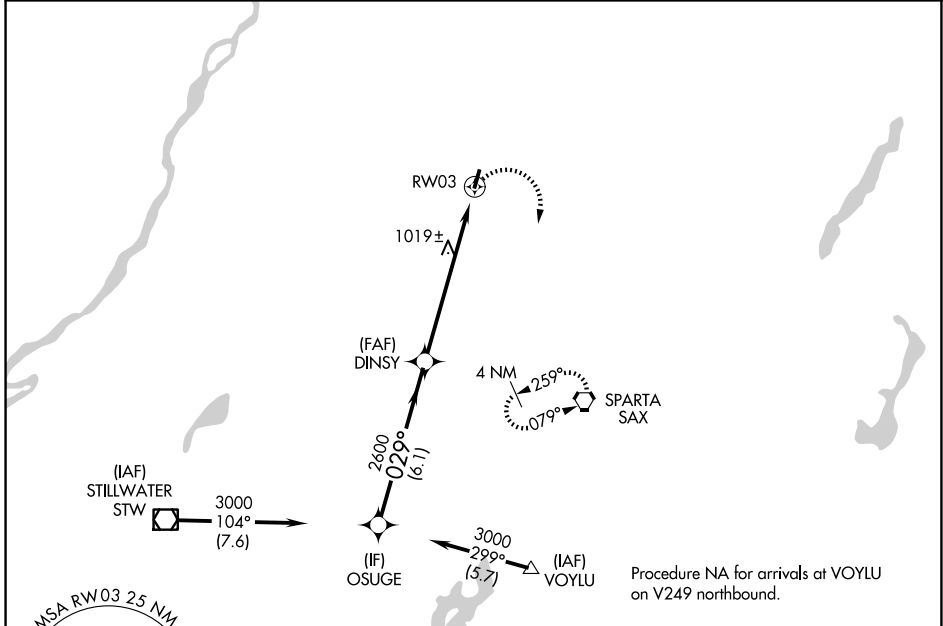 RW03
1019±
(FAF)
DINSY
4 NM
259°
079°
SPARTA
SAX
2600
029°
(6.1)
(IAF)
STILLWATER
STW
3000
104°
(7.6)
(IF)
OSUGE
3000
299°
(5.7)
(IAF)
VOYLU
Procedure NA for arrivals at VOYLU
on V249 northbound.
MSA RW03 25 NM